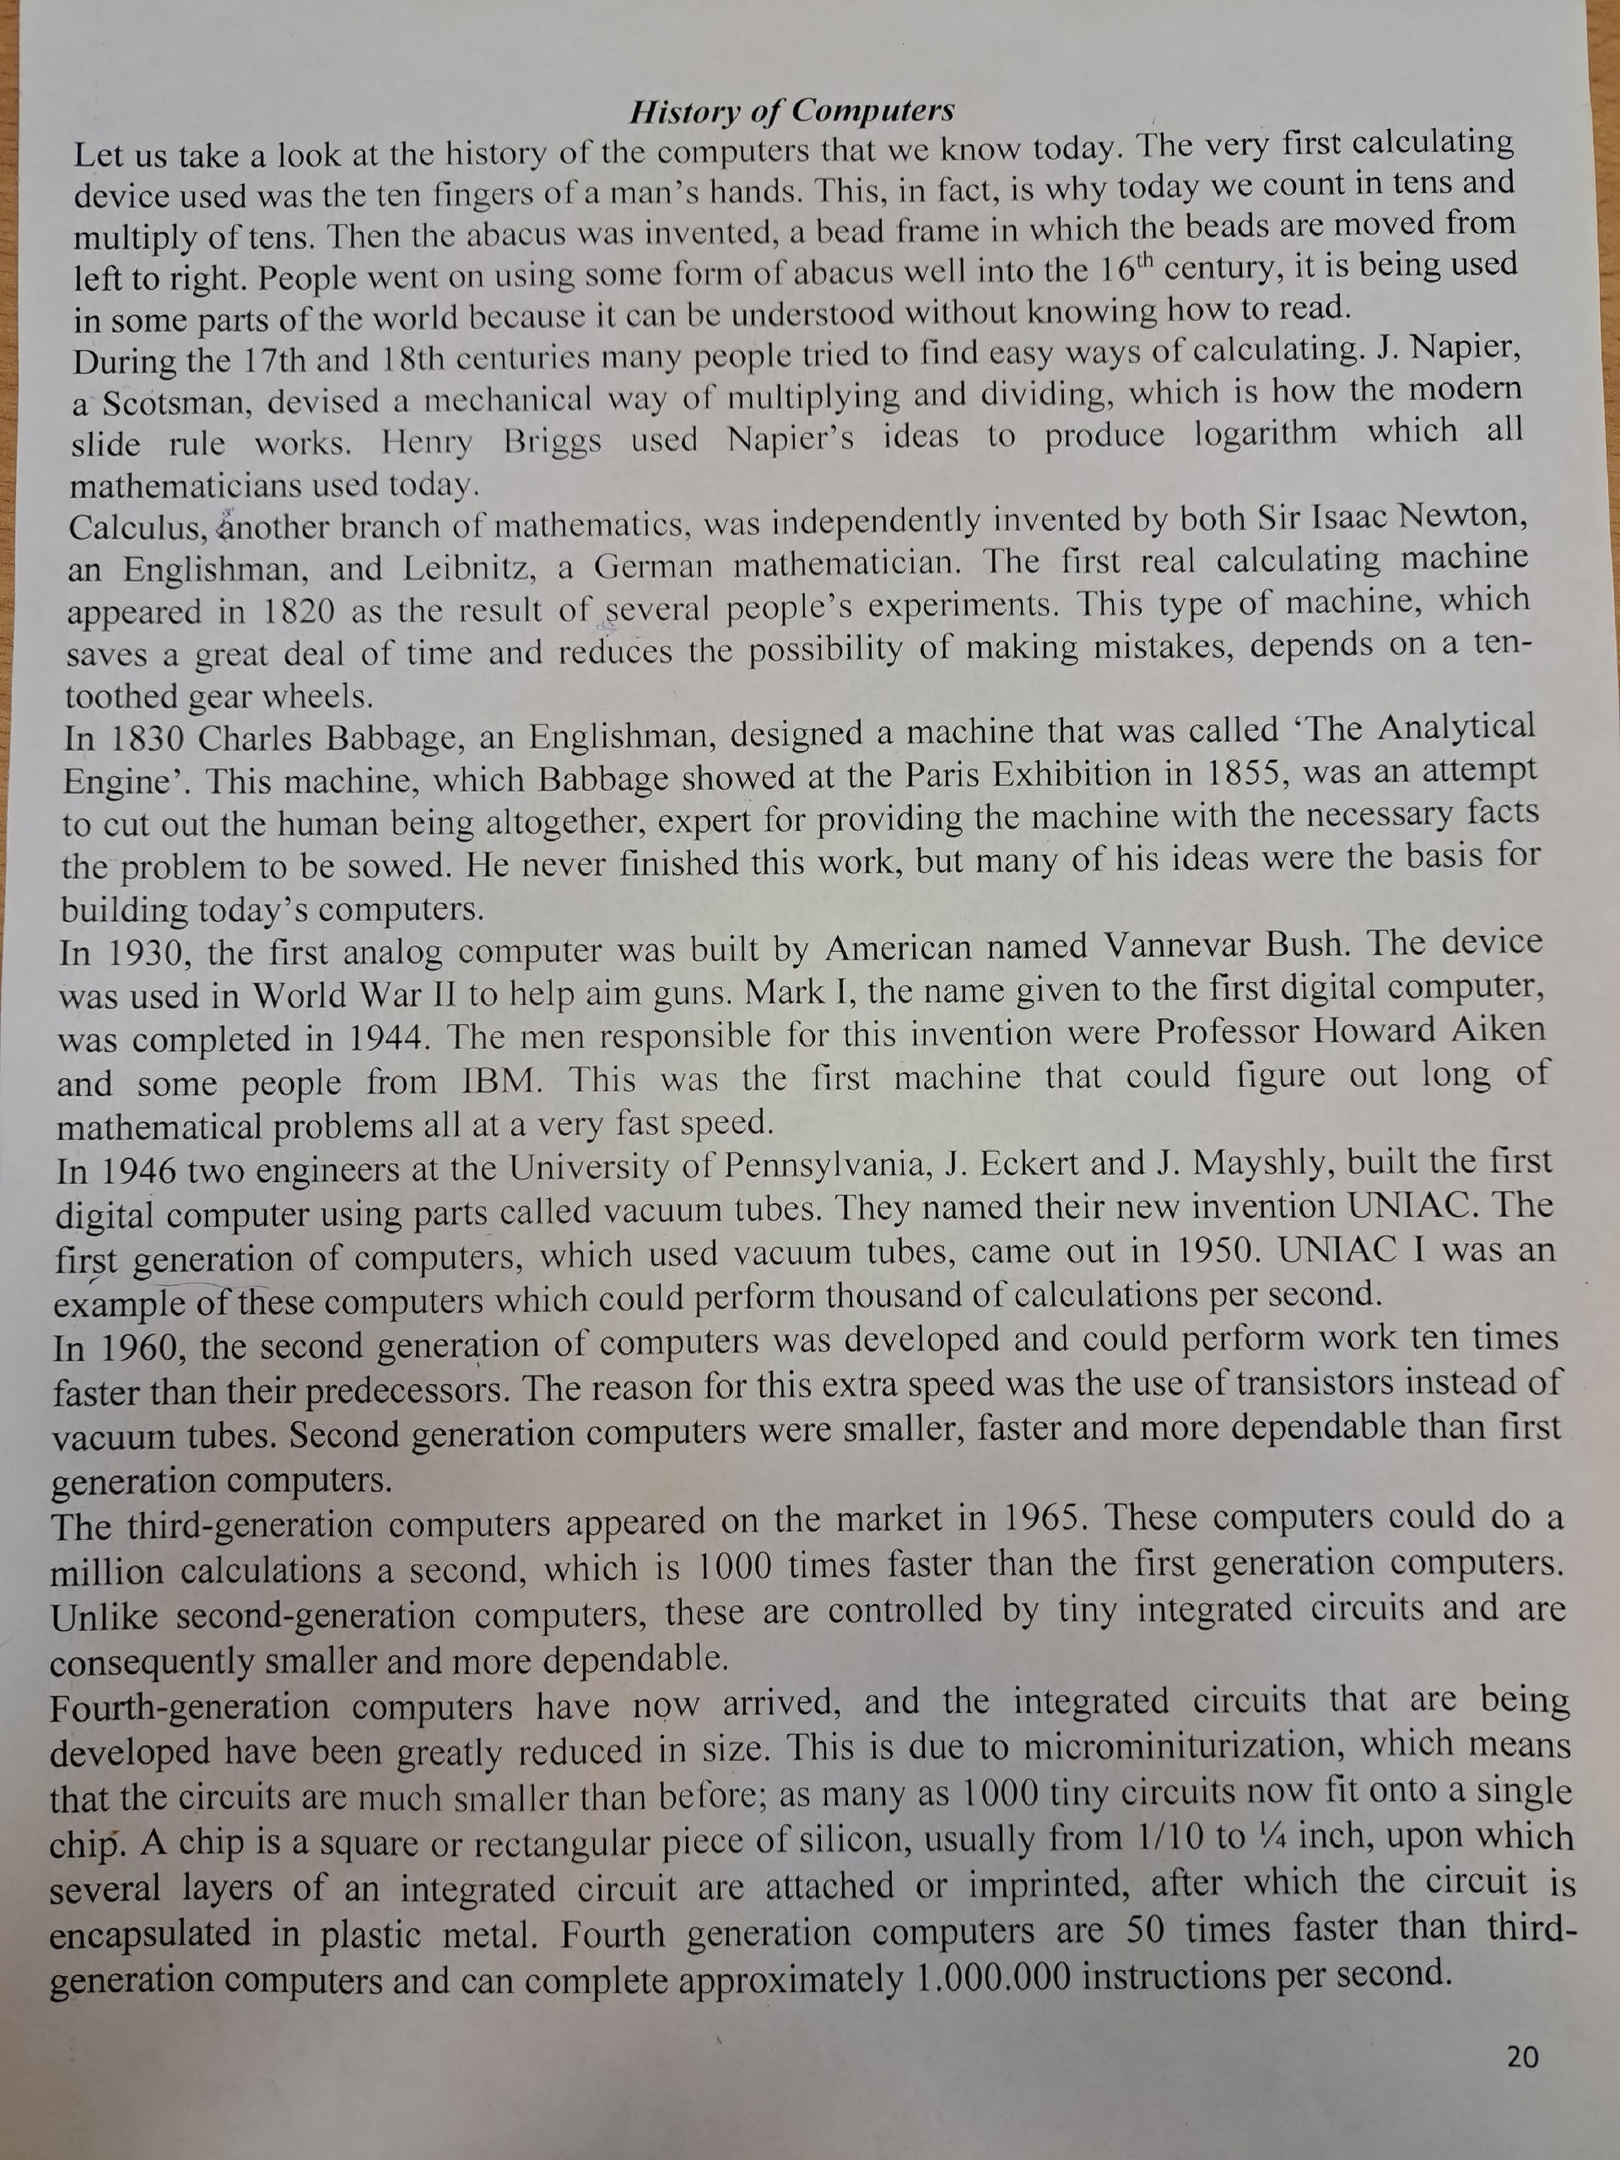 History of Computers
Let us take a look at the history of the computers that we know today. The very first calculating
device used was the ten fingers of a man's hands. This, in fact, is why today we count in tens and
multiply of tens. Then the abacus was invented, a bead frame in which the beads are moved from
left to right. People went on using some form of abacus well into the 16th century, it is being used
in some parts of the world because it can be understood without knowing how to read.
During the 17th and 18th centuries many people tried to find easy ways of calculating. J. Napier,
a Scotsman, devised a mechanical way of multiplying and dividing, which is how the modern
slide rule works. Henry Briggs used Napier's ideas to produce logarithm which all
mathematicians used today.
Calculus, another branch of mathematics, was independently invented by both Sir Isaac Newton,
an Englishman, and Leibnitz, a German mathematician. The first real calculating machine
appeared in 1820 as the result of several people's experiments. This type of machine, which
saves a great deal of time and reduces the possibility of making mistakes, depends on a ten-
toothed gear wheels.
In 1830 Charles Babbage, an Englishman, designed a machine that was called ‘The Analytical
Engine’. This machine, which Babbage showed at the Paris Exhibition in 1855, was an attempt
to cut out the human being altogether, expert for providing the machine with the necessary facts
the problem to be sowed. He never finished this work, but many of his ideas were the basis for
building today's computers.
In 1930, the first analog computer was built by American named Vannevar Bush. The device
was used in World War II to help aim guns. Mark I, the name given to the first digital computer,
was completed in 1944. The men responsible for this invention were Professor Howard Aiken
and some people from IBM. This was the first machine that could figure out long of
mathematical problems all at a very fast speed.
In 1946 two engineers at the University of Pennsylvania, J. Eckert and J. Mayshly, built the first
digital computer using parts called vacuum tubes. They named their new invention UNIAC. The
first generation of computers, which used vacuum tubes, came out in 1950. UNIAC I was an
example of these computers which could perform thousand of calculations per second.
In 1960, the second generation of computers was developed and could perform work ten times
faster than their predecessors. The reason for this extra speed was the use of transistors instead of
vacuum tubes. Second generation computers were smaller, faster and more dependable than first
generation computers.
The third-generation computers appeared on the market in 1965. These computers could do a
million calculations a second, which is 1000 times faster than the first generation computers.
Unlike second-generation computers, these are controlled by tiny integrated circuits and are
consequently smaller and more dependable.
Fourth-generation computers have now arrived, and the integrated circuits that are being
developed have been greatly reduced in size. This is due to microminiturization, which means
that the circuits are much smaller than before; as many as 1000 tiny circuits now fit onto a single
chip. A chip is a square or rectangular piece of silicon, usually from 1/10 to ¼ inch, upon which
several layers of an integrated circuit are attached or imprinted, after which the circuit is
encapsulated in plastic metal. Fourth generation computers are 50 times faster than third-
generation computers and can complete approximately 1.000.000 instructions per second.
20